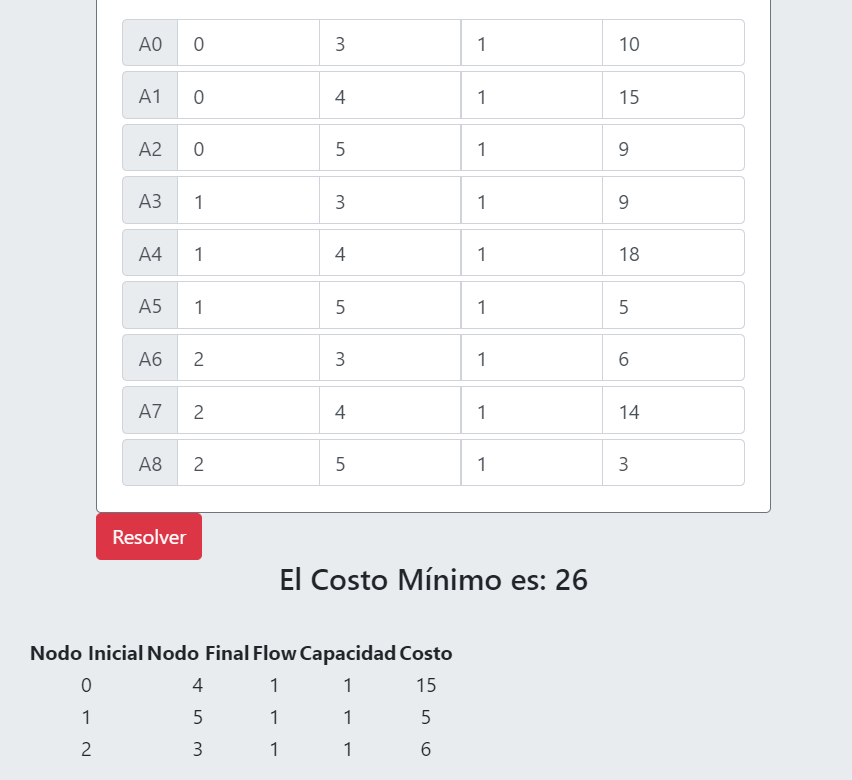 A0 0 3 1 10
A1 0 4 1 15
A2 0 5 1 9
A3 1 3 1 9
A4 1 4 1 18
A5 1 5 1 5
A6 2 3 1 6
A7 2 4 1 14
A8 2 5 1 3
Resolver
El Costo Mínimo es: 26
Nodo Inicial Nodo Final Flow Capacidad Costo
0 4 1 1 15
1 5 1 1 5
2 3 1 1 6